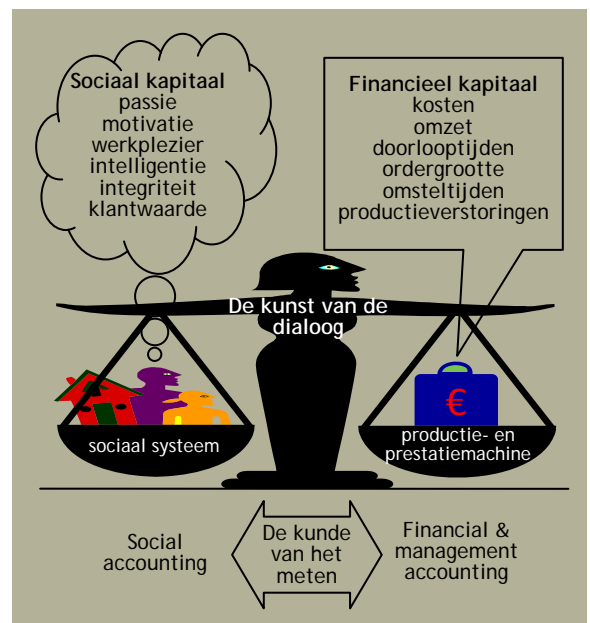 Sociaal kapitaal
passie
motivatie
werkplezier
intelligentie
integriteit
klantwaarde
Financieel kapitaal
kosten
omzet
doorlooptijden
ordergrootte
omsteltijden
productieverstoringen
De kunst van de
dialoog
€
sociaal systeem
productie- en
prestatiemachine
Social
accounting
De kunde
van het
meten
Financial &
management
accounting